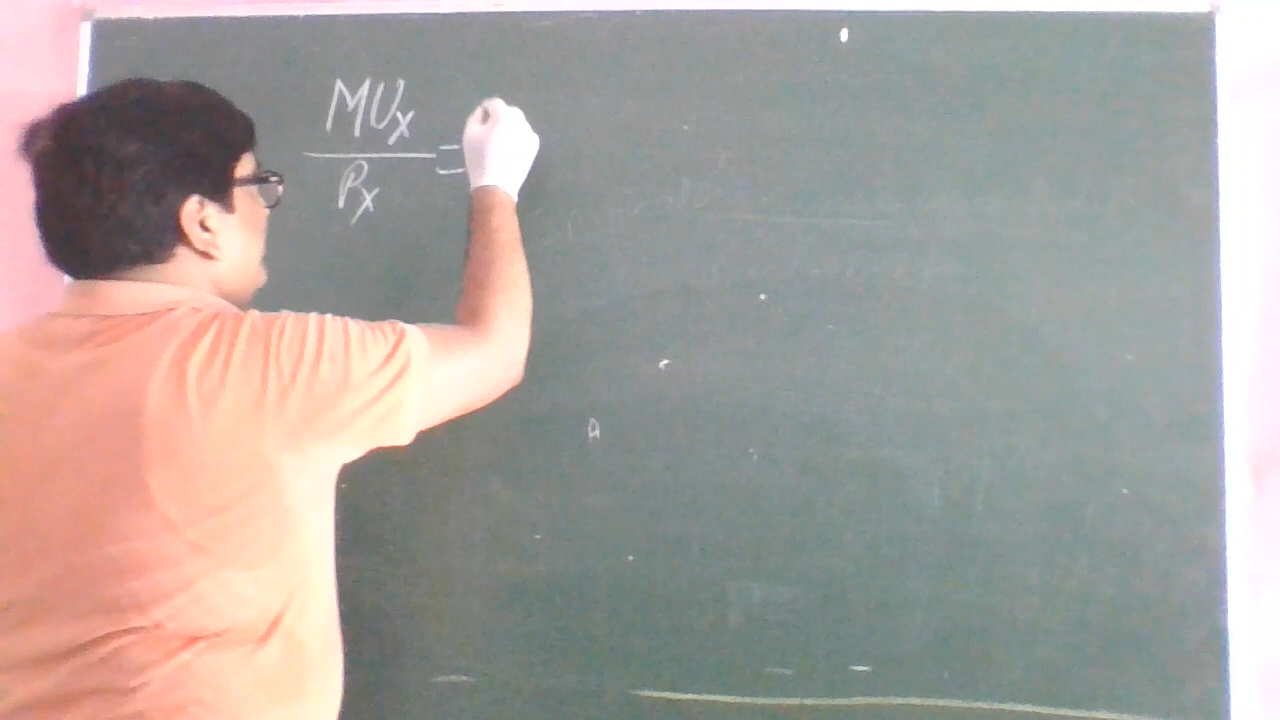 MUx
Px =